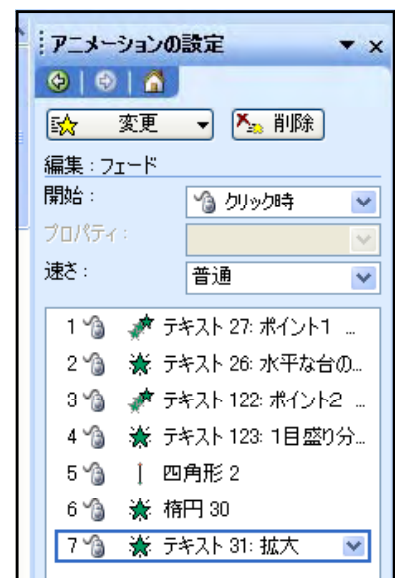 アニメーションの設定
変更 削除
編集：フェード
開始： クリック時
プロパティ：
速さ： 普通
1 テキスト 27: ポイント1 ...
2 テキスト 26: 水平な台の...
3 テキスト 122: ポイント2 ...
4 テキスト 123: 1目盛り分...
5 四角形 2
6 楕円 30
7 テキスト 31: 拡大